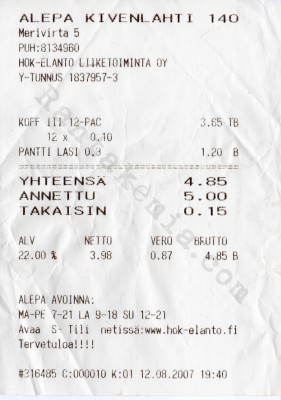 ALEPA KIVENLAHTI 140
Merivirta 5
PUH:8134960
HOK-ELANTO LIIKETOIMINTA OY
Y-TUNNUS 1837957-3
KOFF III 12-PAC 3.65 TB
12 x 0.10
PANTTI LASI 0.3 1.20 B
YHTEENSÄ 4.85
ANNETTU 5.00
TAKAISIN 0.15
ALV NETTO VERO BRUTTO
22.00 % 3.98 0.87 4.85 B
ALEPA AVOINNA:
MA-PE 7-21 LA 9-18 SU 12-21
Avaa S- Tili netissä:www.hok-elanto.fi
Tervetuloa!!!!
#316485 C:000010 K:01 12.08.2007 19:40